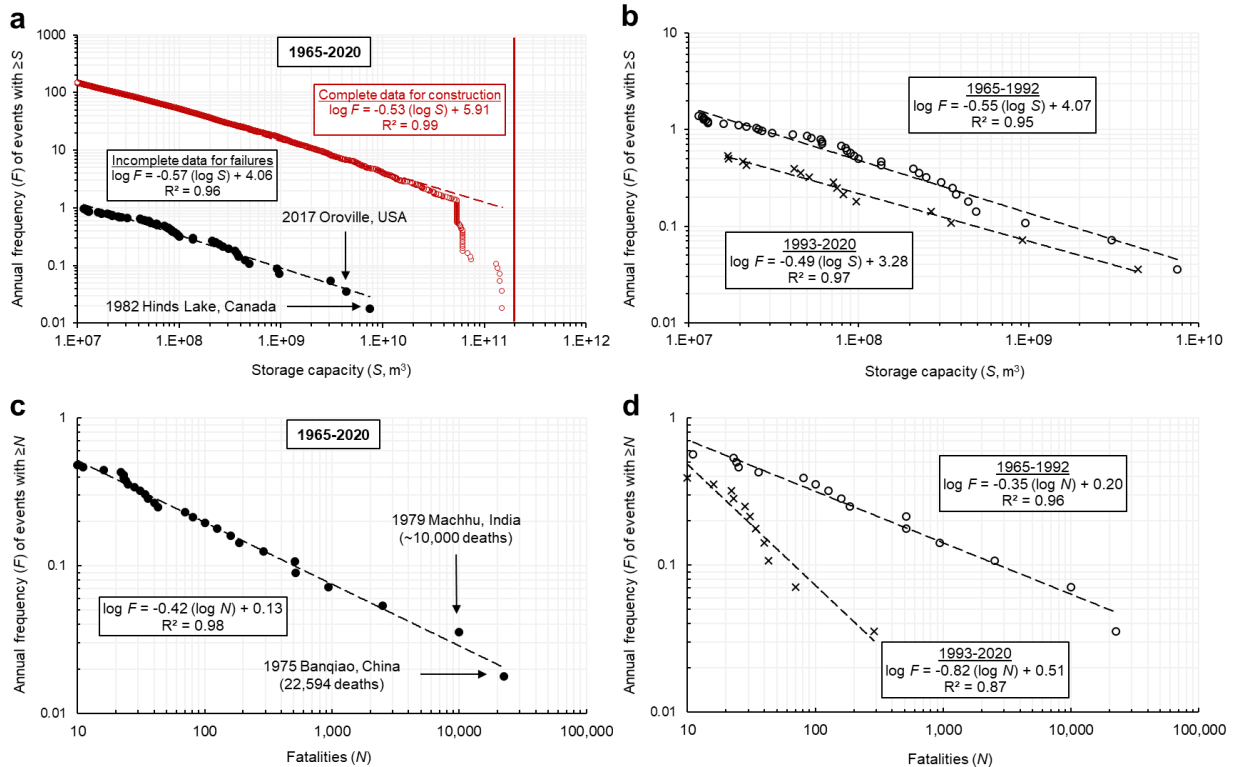 a
1965-2020
Annual frequency (F) of events with ≥S
1000
100
10
1
0.1
0.01
Complete data for construction
log F = -0.53 (log S) + 5.91
R² = 0.99
Incomplete data for failures
log F = -0.57 (log S) + 4.06
R² = 0.96
2017 Oroville, USA
1982 Hinds Lake, Canada
1.E+07
1.E+08
1.E+09
1.E+10
1.E+11
1.E+12
Storage capacity (S, m³)
b
Annual frequency (F) of events with ≥S
10
1
0.1
0.01
1965-1992
log F = -0.55 (log S) + 4.07
R² = 0.95
1993-2020
log F = -0.49 (log S) + 3.28
R² = 0.97
1.E+07
1.E+08
1.E+09
1.E+10
Storage capacity (S, m³)
c
1965-2020
Annual frequency (F) of events with ≥N
1
0.1
0.01
1979 Machhu, India
(~10,000 deaths)
log F = -0.42 (log N) + 0.13
R² = 0.98
1975 Banqiao, China
(22,594 deaths)
10
100
1,000
10,000
100,000
Fatalities (N)
d
Annual frequency (F) of events with ≥N
1
0.1
0.01
1965-1992
log F = -0.35 (log N) + 0.20
R² = 0.96
1993-2020
log F = -0.82 (log N) + 0.51
R² = 0.87
10
100
1,000
10,000
100,000
Fatalities (N)